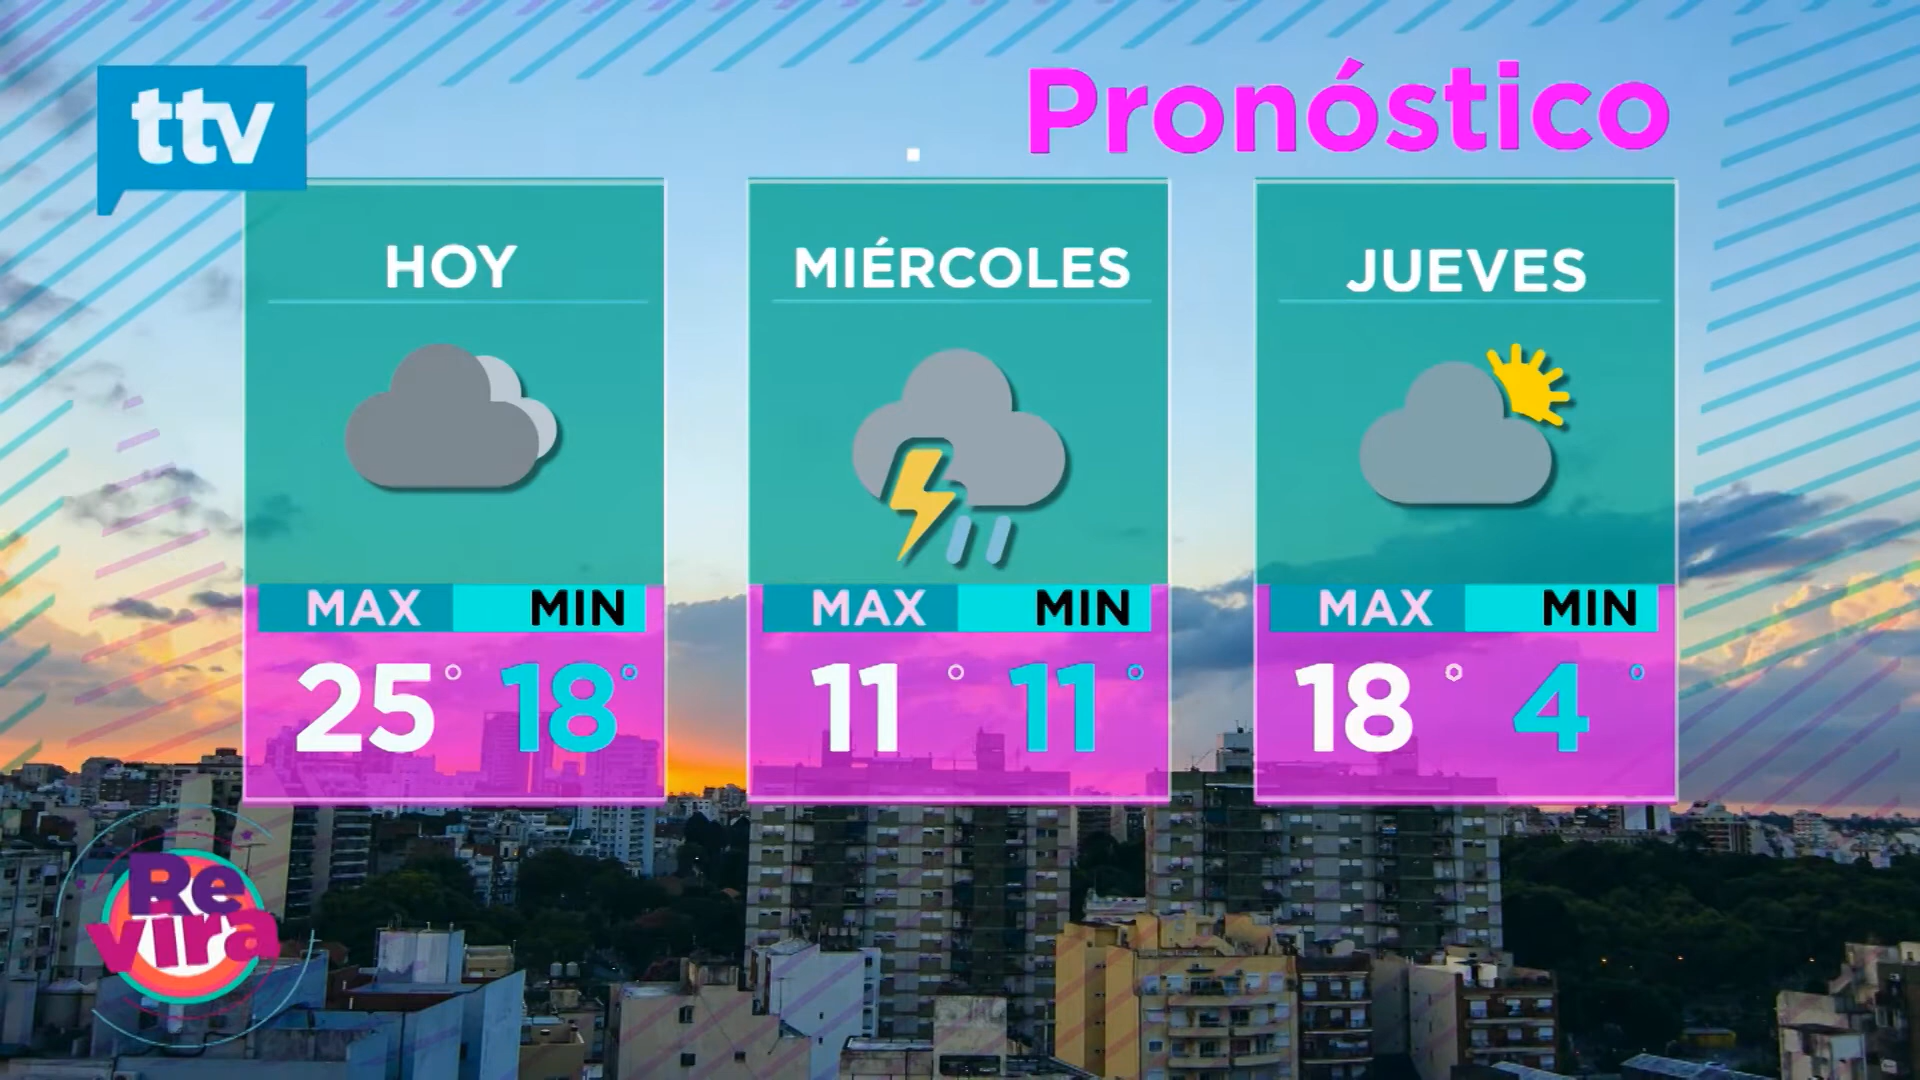 ttv
Pronóstico
HOY
MAX MIN
25° 18°
MIÉRCOLES
MAX MIN
11° 11°
JUEVES
MAX MIN
18° 4°
Re
vira